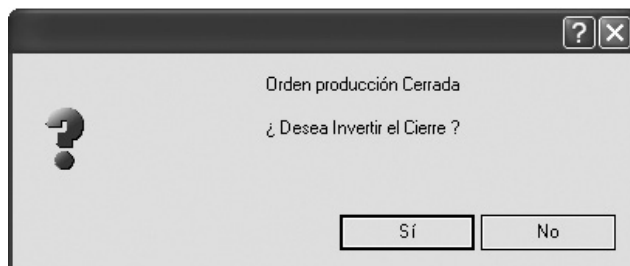 Orden producción Cerrada
¿ Desea Invertir el Cierre ?
Sí
No